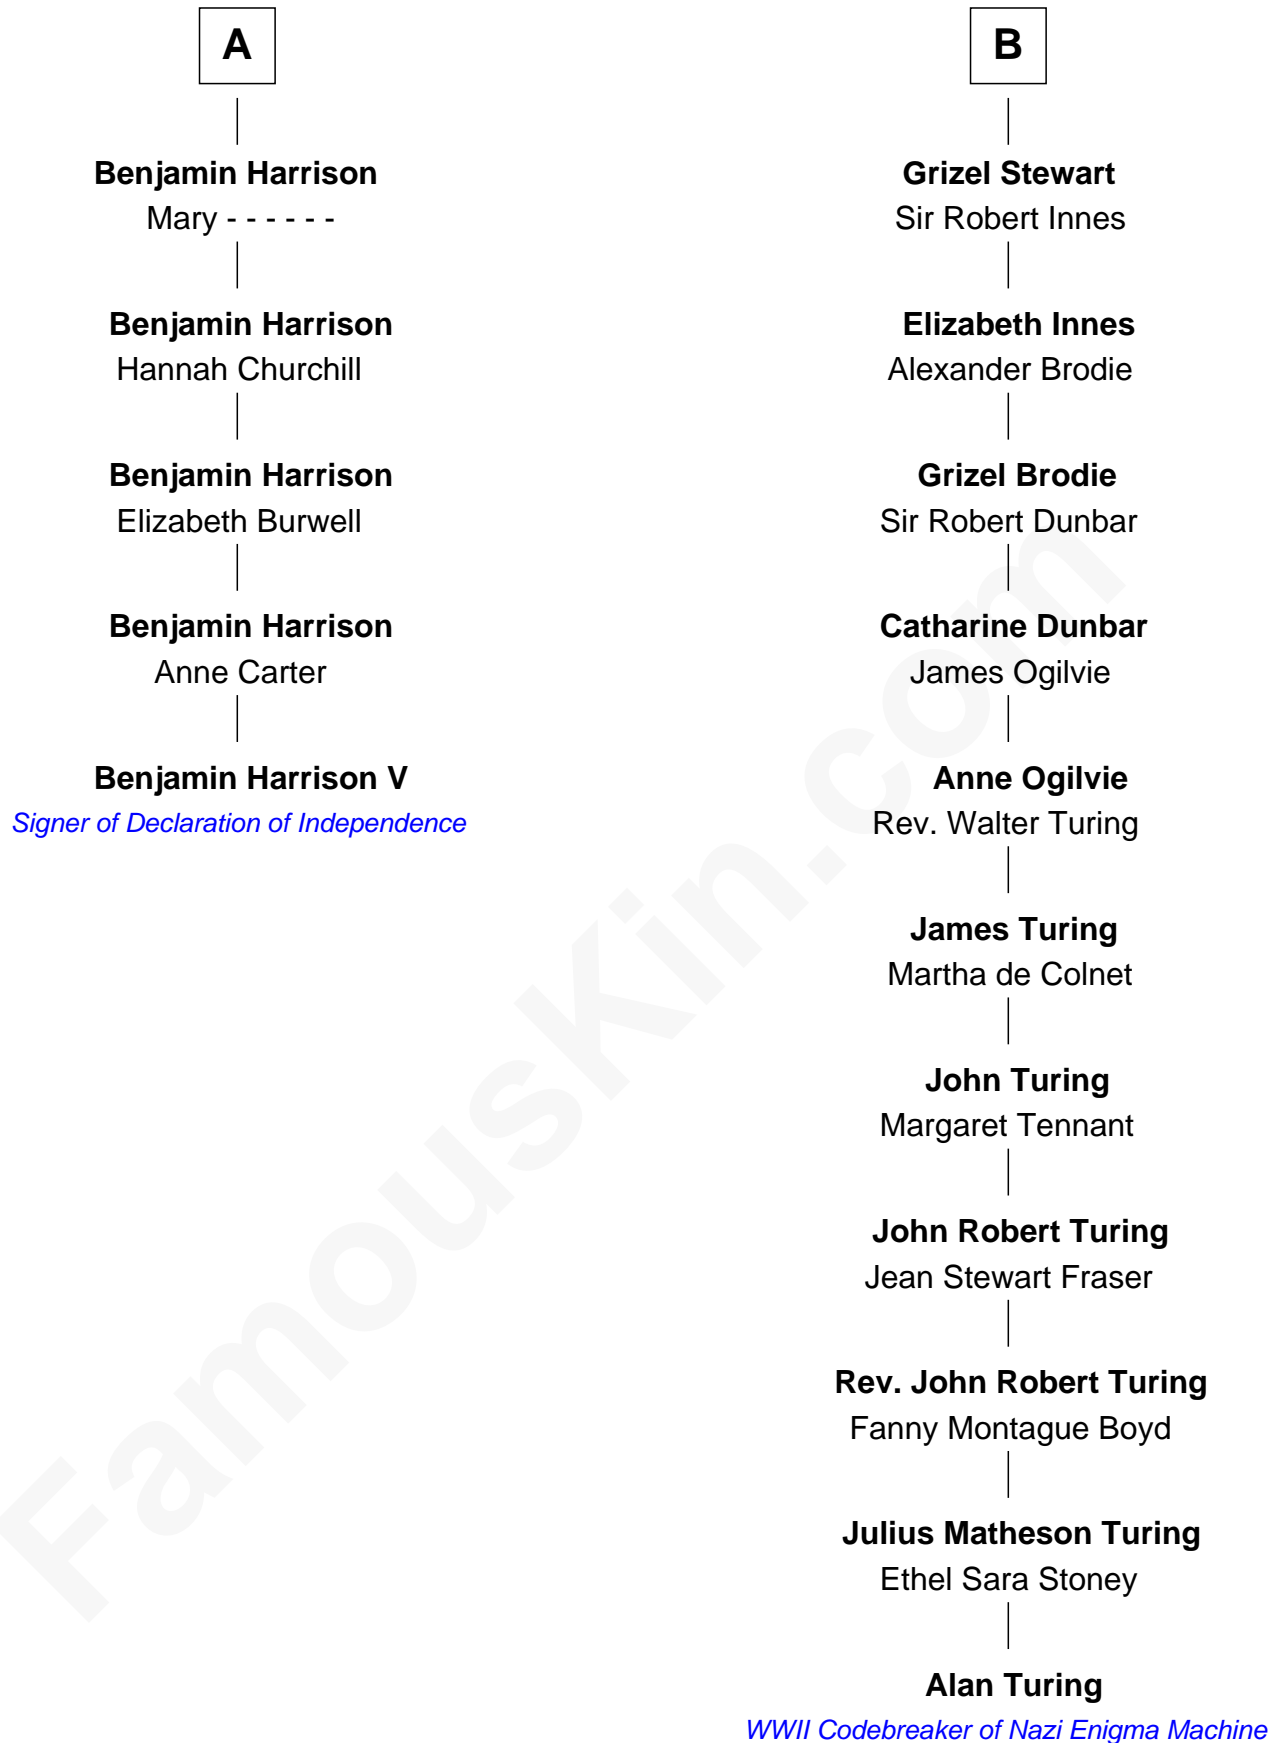 A
Benjamin Harrison
Mary - - - - - -
Benjamin Harrison
Hannah Churchill
Benjamin Harrison
Elizabeth Burwell
Benjamin Harrison
Anne Carter
Benjamin Harrison V
Signer of Declaration of Independence
B
Grizel Stewart
Sir Robert Innes
Elizabeth Innes
Alexander Brodie
Grizel Brodie
Sir Robert Dunbar
Catharine Dunbar
James Ogilvie
Anne Ogilvie
Rev. Walter Turing
James Turing
Martha de Colnet
John Turing
Margaret Tennant
John Robert Turing
Jean Stewart Fraser
Rev. John Robert Turing
Fanny Montague Boyd
Julius Matheson Turing
Ethel Sara Stoney
Alan Turing
WWII Codebreaker of Nazi Enigma Machine
FamousKin.com